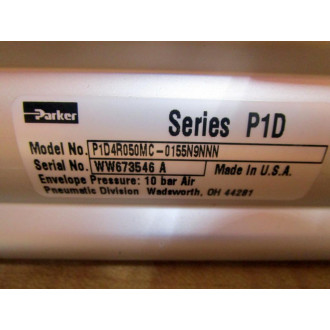 Parker
Series P1D
Model No. P1D4R050MC-0155N9NNN
Serial No. WW673546 A
Made In U.S.A.
Envelope Pressure: 10 bar Air
Pneumatic Division Wadsworth, OH 44281